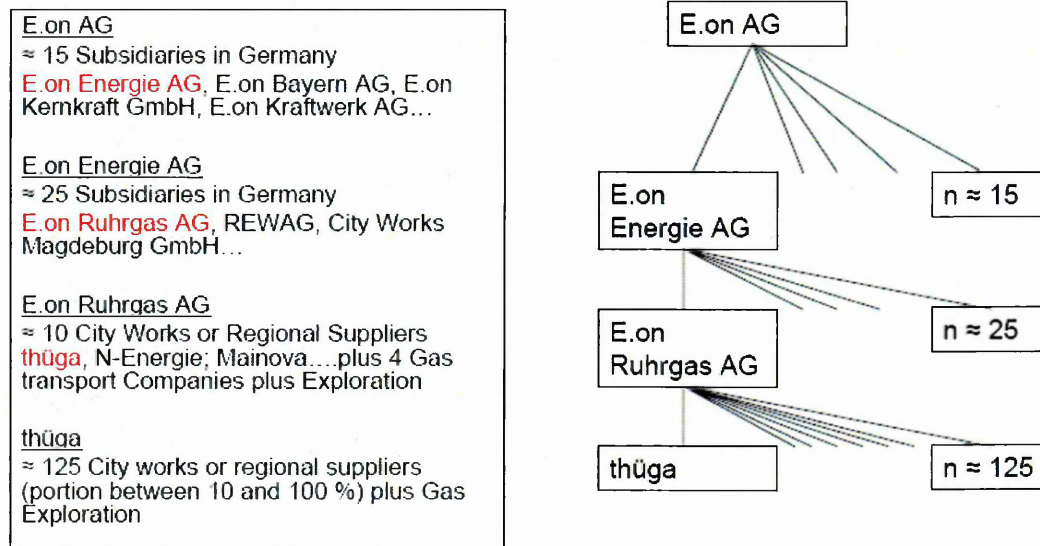 E.on AG
≈ 15 Subsidiaries in Germany
E.on Energie AG, E.on Bayern AG, E.on
Kernkraft GmbH, E.on Kraftwerk AG…
E.on Energie AG
≈ 25 Subsidiaries in Germany
E.on Ruhrgas AG, REWAG, City Works
Magdeburg GmbH…
E.on Ruhrgas AG
≈ 10 City Works or Regional Suppliers
thüga, N-Energie; Mainova….plus 4 Gas
transport Companies plus Exploration
thüga
≈ 125 City works or regional suppliers
(portion between 10 and 100 %) plus Gas
Exploration
E.on AG
E.on
Energie AG
n ≈ 15
E.on
Ruhrgas AG
n ≈ 25
thüga
n ≈ 125